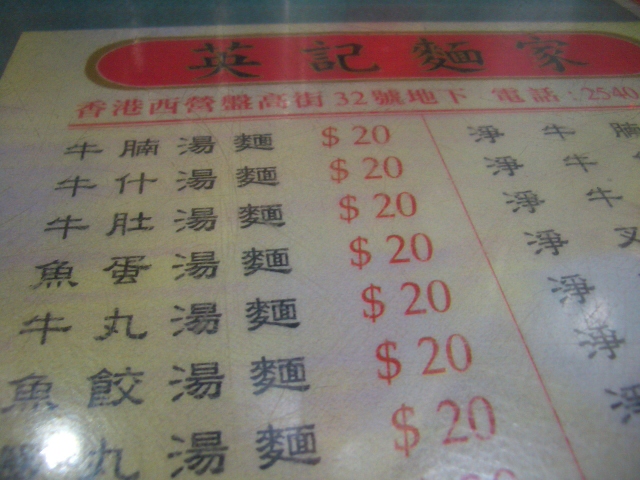 英記麵家
香港西營盤高街32號地下 電話：2540
牛腩湯麵 $20 淨牛腩
牛什湯麵 $20 淨牛
牛肚湯麵 $20 淨牛
魚蛋湯麵 $20 淨
牛丸湯麵 $20 淨
魚餃湯麵 $20 淨
丸湯麵 $20 淨